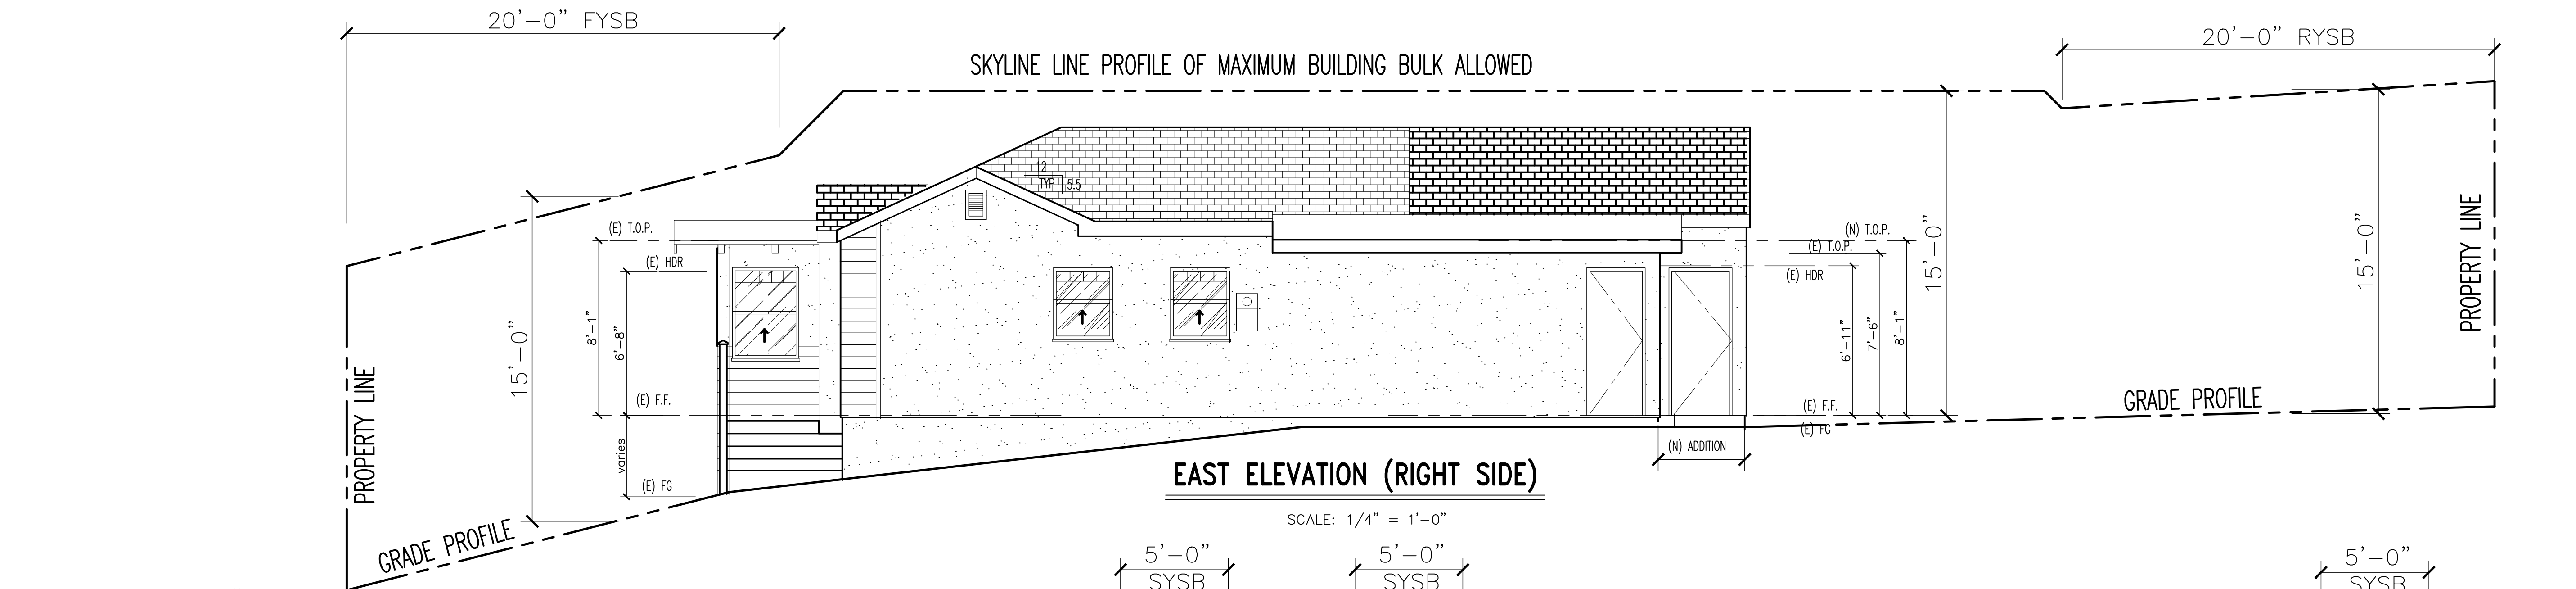 20'-0" FYSB
20'-0" RYSB
SKYLINE LINE PROFILE OF MAXIMUM BUILDING BULK ALLOWED
12
TYP
5.5
(E) T.O.P.
(E) HDR
8'-1"
6'-8"
15'-0"
(E) F.F.
varies
(E) FG
PROPERTY LINE
GRADE PROFILE
(N) T.O.P.
(E) T.O.P.
(E) HDR
6'-11"
7'-6"
8'-1"
15'-0"
(E) F.F.
(E) FG
(N) ADDITION
15'-0"
PROPERTY LINE
GRADE PROFILE
EAST ELEVATION (RIGHT SIDE)
SCALE: 1/4" = 1'-0"
5'-0"
SYSB
5'-0"
SYSB
5'-0"
SYSB